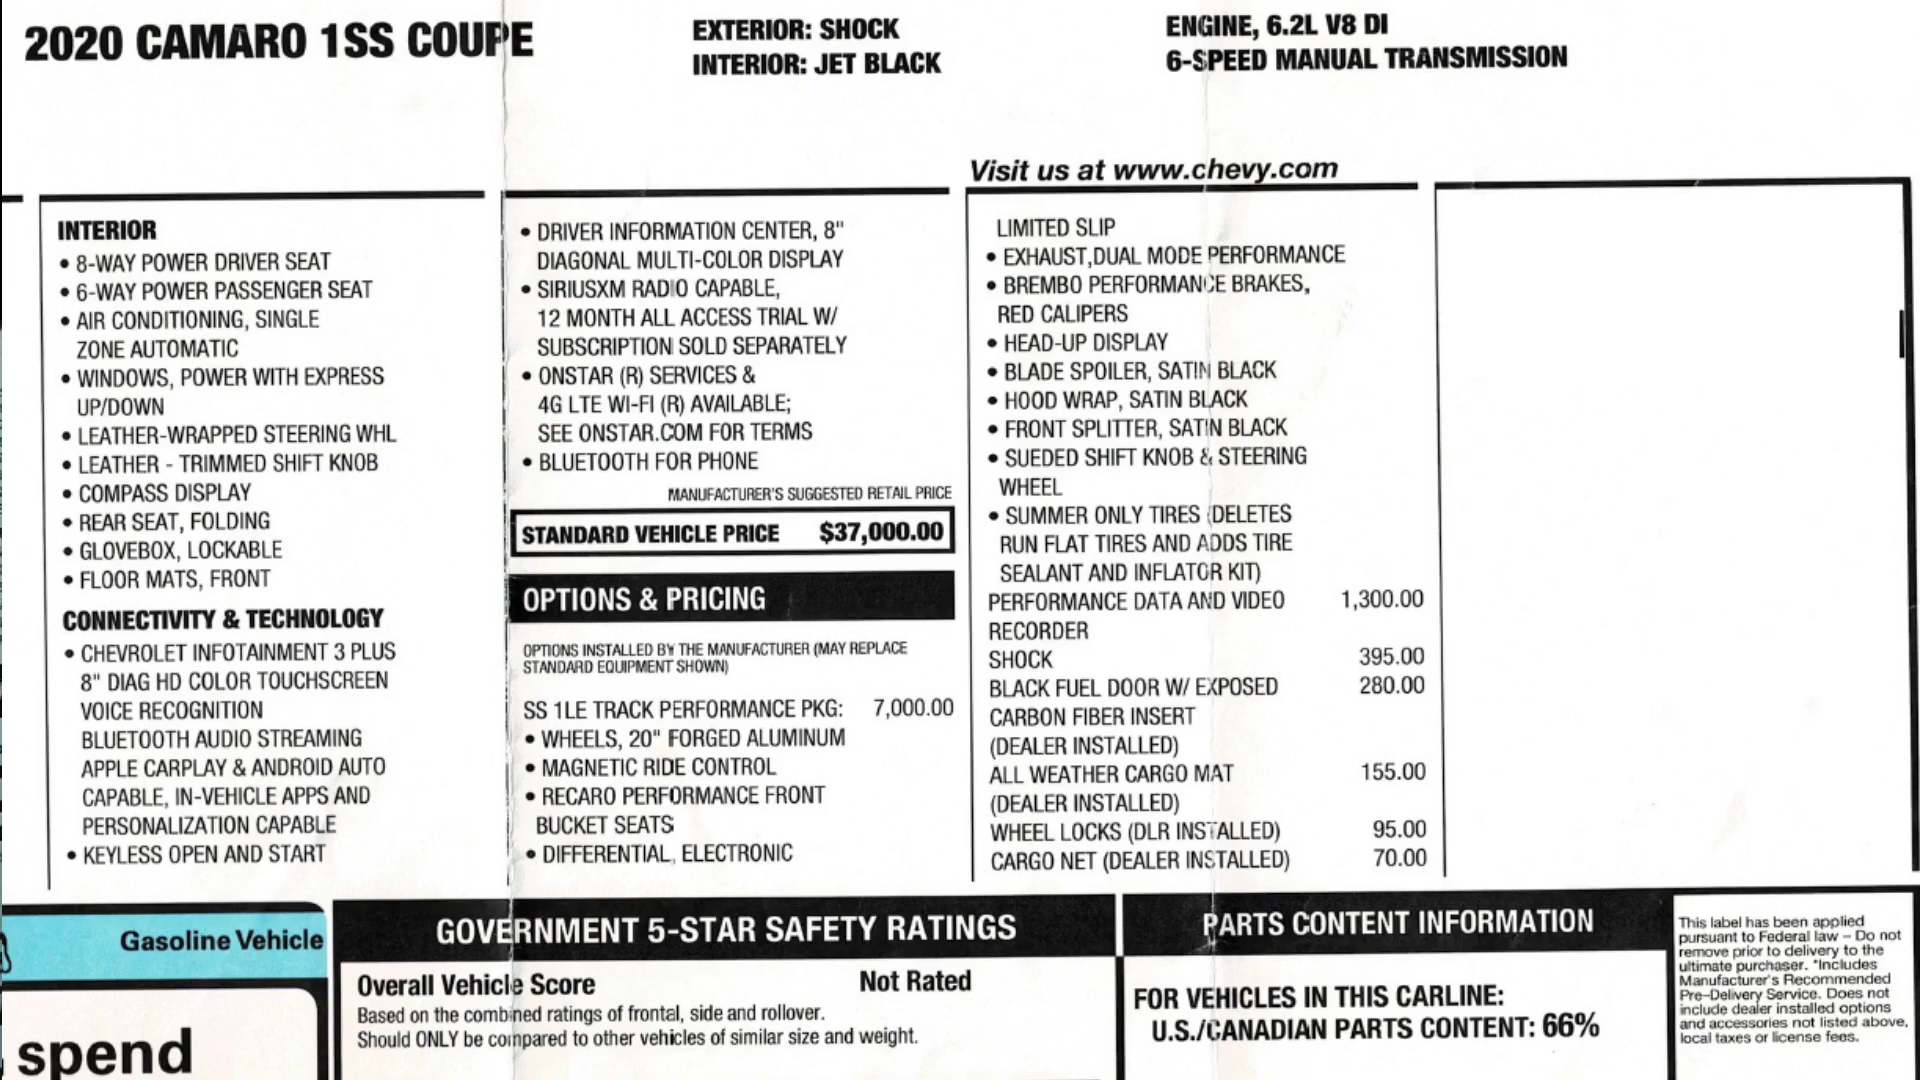 2020 CAMARO 1SS COUPE
EXTERIOR: SHOCK
INTERIOR: JET BLACK
ENGINE, 6.2L V8 DI
6-SPEED MANUAL TRANSMISSION
Visit us at www.chevy.com
INTERIOR
• 8-WAY POWER DRIVER SEAT
• 6-WAY POWER PASSENGER SEAT
• AIR CONDITIONING, SINGLE
ZONE AUTOMATIC
• WINDOWS, POWER WITH EXPRESS
UP/DOWN
• LEATHER-WRAPPED STEERING WHL
• LEATHER - TRIMMED SHIFT KNOB
• COMPASS DISPLAY
• REAR SEAT, FOLDING
• GLOVEBOX, LOCKABLE
• FLOOR MATS, FRONT
CONNECTIVITY & TECHNOLOGY
• CHEVROLET INFOTAINMENT 3 PLUS
8" DIAG HD COLOR TOUCHSCREEN
VOICE RECOGNITION
BLUETOOTH AUDIO STREAMING
APPLE CARPLAY & ANDROID AUTO
CAPABLE, IN-VEHICLE APPS AND
PERSONALIZATION CAPABLE
• KEYLESS OPEN AND START
• DRIVER INFORMATION CENTER, 8"
DIAGONAL MULTI-COLOR DISPLAY
• SIRIUSXM RADIO CAPABLE,
12 MONTH ALL ACCESS TRIAL W/
SUBSCRIPTION SOLD SEPARATELY
• ONSTAR (R) SERVICES &
4G LTE WI-FI (R) AVAILABLE;
SEE ONSTAR.COM FOR TERMS
• BLUETOOTH FOR PHONE
MANUFACTURER'S SUGGESTED RETAIL PRICE
STANDARD VEHICLE PRICE $37,000.00
OPTIONS & PRICING
OPTIONS INSTALLED BY THE MANUFACTURER (MAY REPLACE
STANDARD EQUIPMENT SHOWN)
SS 1LE TRACK PERFORMANCE PKG: 7,000.00
• WHEELS, 20" FORGED ALUMINUM
• MAGNETIC RIDE CONTROL
• RECARO PERFORMANCE FRONT
BUCKET SEATS
• DIFFERENTIAL, ELECTRONIC
LIMITED SLIP
• EXHAUST,DUAL MODE PERFORMANCE
• BREMBO PERFORMANCE BRAKES,
RED CALIPERS
• HEAD-UP DISPLAY
• BLADE SPOILER, SATIN BLACK
• HOOD WRAP, SATIN BLACK
• FRONT SPLITTER, SATIN BLACK
• SUEDED SHIFT KNOB & STEERING
WHEEL
• SUMMER ONLY TIRES (DELETES
RUN FLAT TIRES AND ADDS TIRE
SEALANT AND INFLATOR KIT)
PERFORMANCE DATA AND VIDEO 1,300.00
RECORDER
SHOCK 395.00
BLACK FUEL DOOR W/ EXPOSED 280.00
CARBON FIBER INSERT
(DEALER INSTALLED)
ALL WEATHER CARGO MAT 155.00
(DEALER INSTALLED)
WHEEL LOCKS (DLR INSTALLED) 95.00
CARGO NET (DEALER INSTALLED) 70.00
Gasoline Vehicle
spend
GOVERNMENT 5-STAR SAFETY RATINGS
Overall Vehicle Score Not Rated
Based on the combined ratings of frontal, side and rollover.
Should ONLY be compared to other vehicles of similar size and weight.
PARTS CONTENT INFORMATION
FOR VEHICLES IN THIS CARLINE:
U.S./CANADIAN PARTS CONTENT: 66%
This label has been applied
pursuant to Federal law – Do not
remove prior to delivery to the
ultimate purchaser. *Includes
Manufacturer's Recommended
Pre-Delivery Service. Does not
include dealer installed options
and accessories not listed above,
local taxes or license fees.